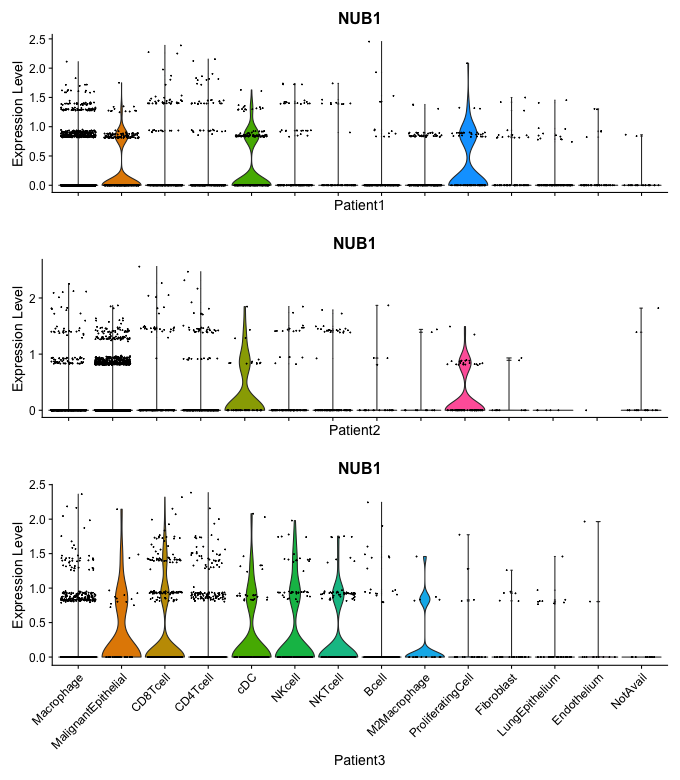 NUB1
Expression Level
2.5
2.0
1.5
1.0
0.5
0.0
Patient1
NUB1
Expression Level
2
1
0
Patient2
NUB1
Expression Level
2.5
2.0
1.5
1.0
0.5
0.0
Macrophage
MalignantEpithelial
CD8Tcell
CD4Tcell
cDC
NKcell
NKTcell
Bcell
M2Macrophage
ProliferatingCell
Fibroblast
LungEpithelium
Endothelium
NotAvail
Patient3